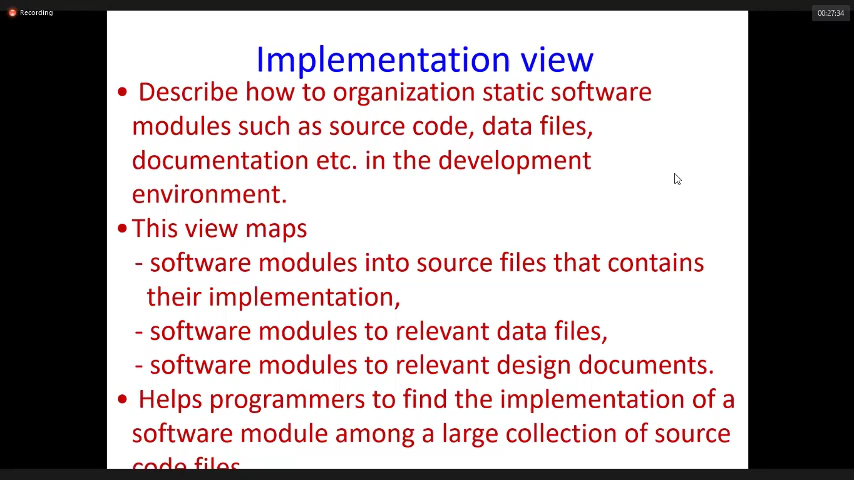 Recording
00:27:34
Implementation view
• Describe how to organization static software
modules such as source code, data files,
documentation etc. in the development
environment.
• This view maps
- software modules into source files that contains
their implementation,
- software modules to relevant data files,
- software modules to relevant design documents.
• Helps programmers to find the implementation of a
software module among a large collection of source
code files